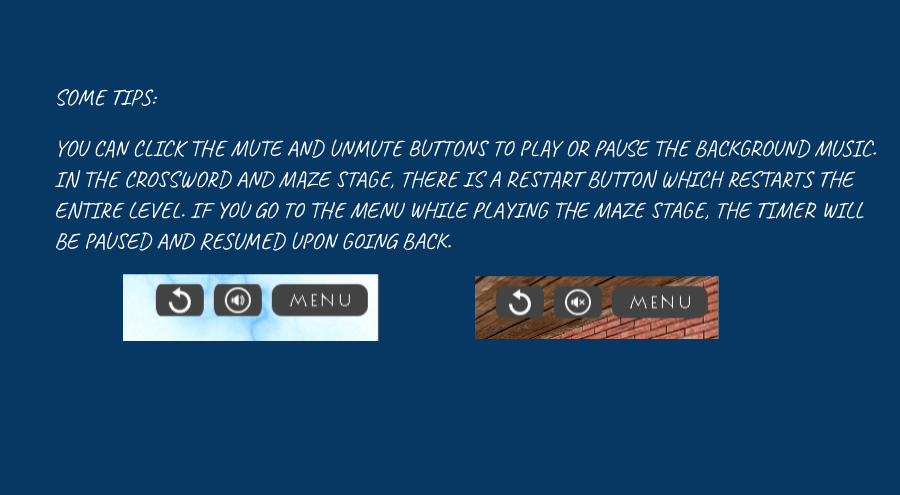 SOME TIPS:
YOU CAN CLICK THE MUTE AND UNMUTE BUTTONS TO PLAY OR PAUSE THE BACKGROUND MUSIC.
IN THE CROSSWORD AND MAZE STAGE, THERE IS A RESTART BUTTON WHICH RESTARTS THE
ENTIRE LEVEL. IF YOU GO TO THE MENU WHILE PLAYING THE MAZE STAGE, THE TIMER WILL
BE PAUSED AND RESUMED UPON GOING BACK.
MENU
MENU